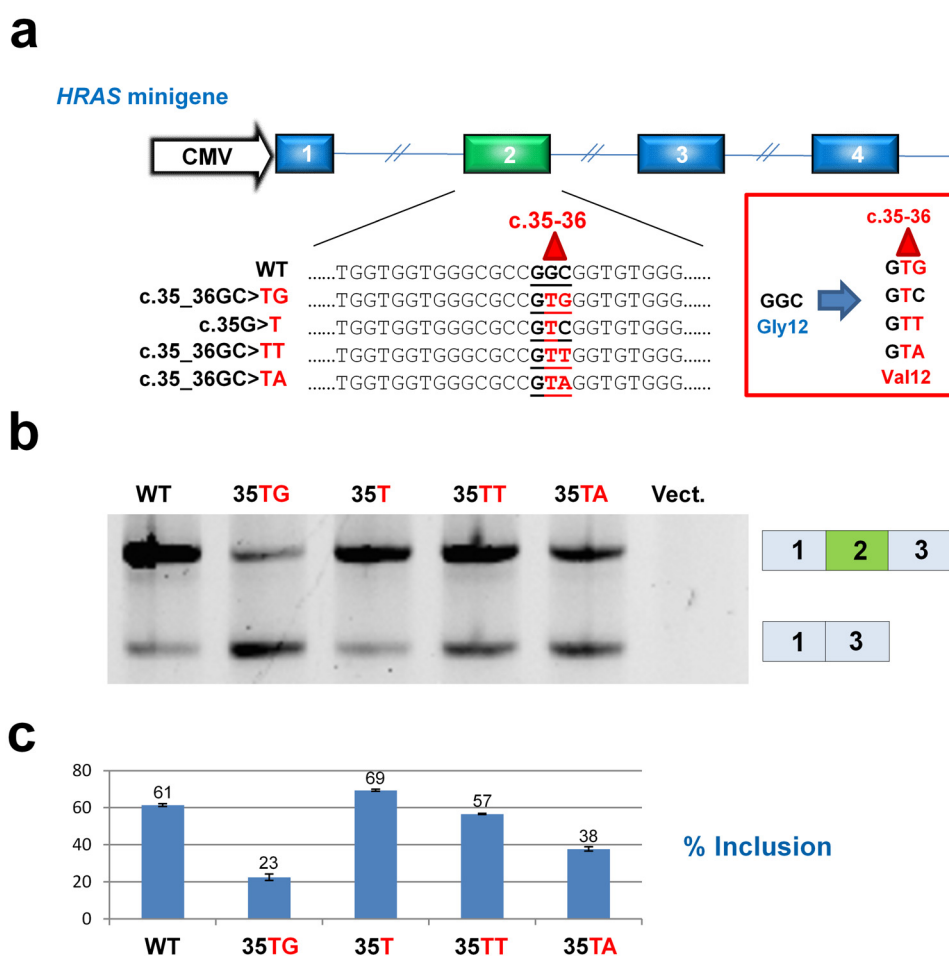 a
HRAS minigene
CMV 1 2 3 4
c.35-36
WT ......TGGTGGTGGGCGCCGGCGGTGTGGG......
c.35_36GC>TG ......TGGTGGTGGGCGCCGTGGGTGTGGG......
c.35G>T ......TGGTGGTGGGCGCCGTCGGTGTGGG......
c.35_36GC>TT ......TGGTGGTGGGCGCCGTTGGTGTGGG......
c.35_36GC>TA ......TGGTGGTGGGCGCCGTAGGTGTGGG......
c.35-36
GTG
GTC
GGC
Gly12
GTT
GTA
Val12
b
WT 35TG 35T 35TT 35TA Vect.
1 2 3
1 3
c
80
60
40
20
0
61 23 69 57 38
WT 35TG 35T 35TT 35TA
% Inclusion